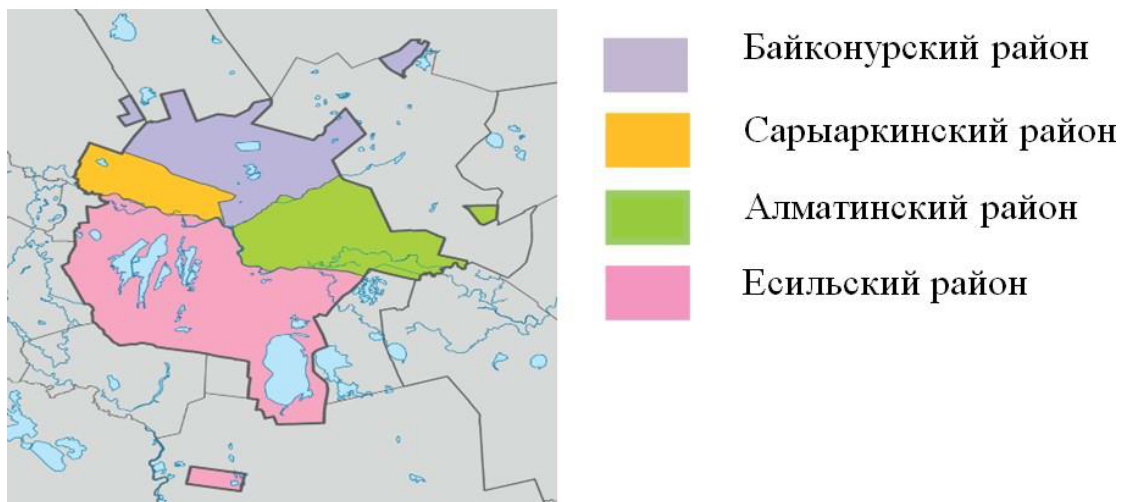 Байконурский район
Сарыаркинский район
Алматинский район
Есильский район